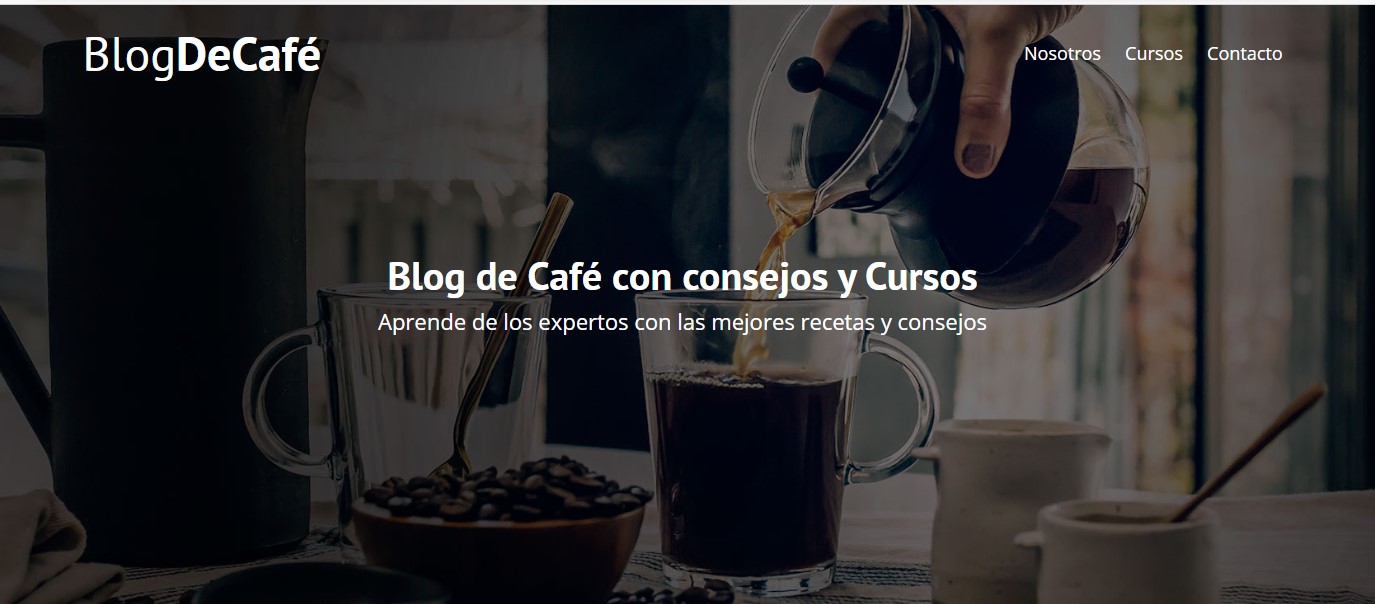 BlogDeCafé
Nosotros Cursos Contacto
Blog de Café con consejos y Cursos
Aprende de los expertos con las mejores recetas y consejos